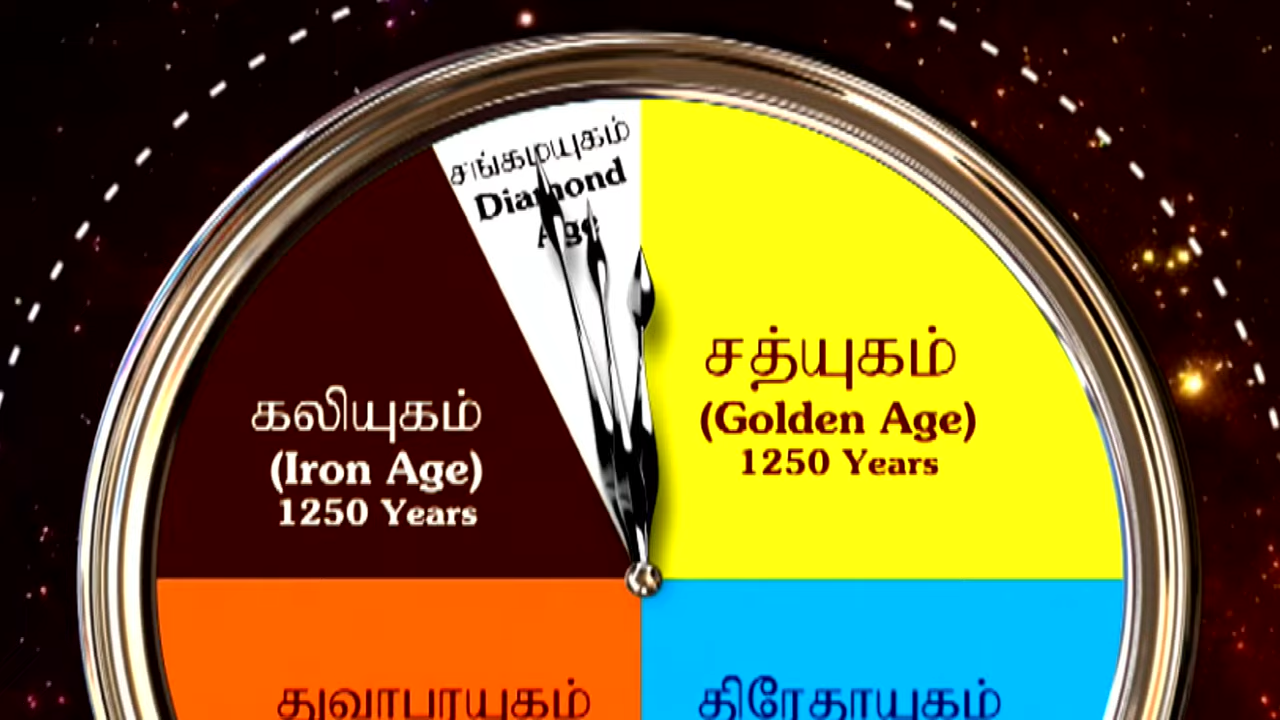 சங்கமயுகம்
Diamond
Age
சத்யுகம்
(Golden Age)
1250 Years
கலியுகம்
(Iron Age)
1250 Years
துவாபரயுகம்
திரேதாயுகம்